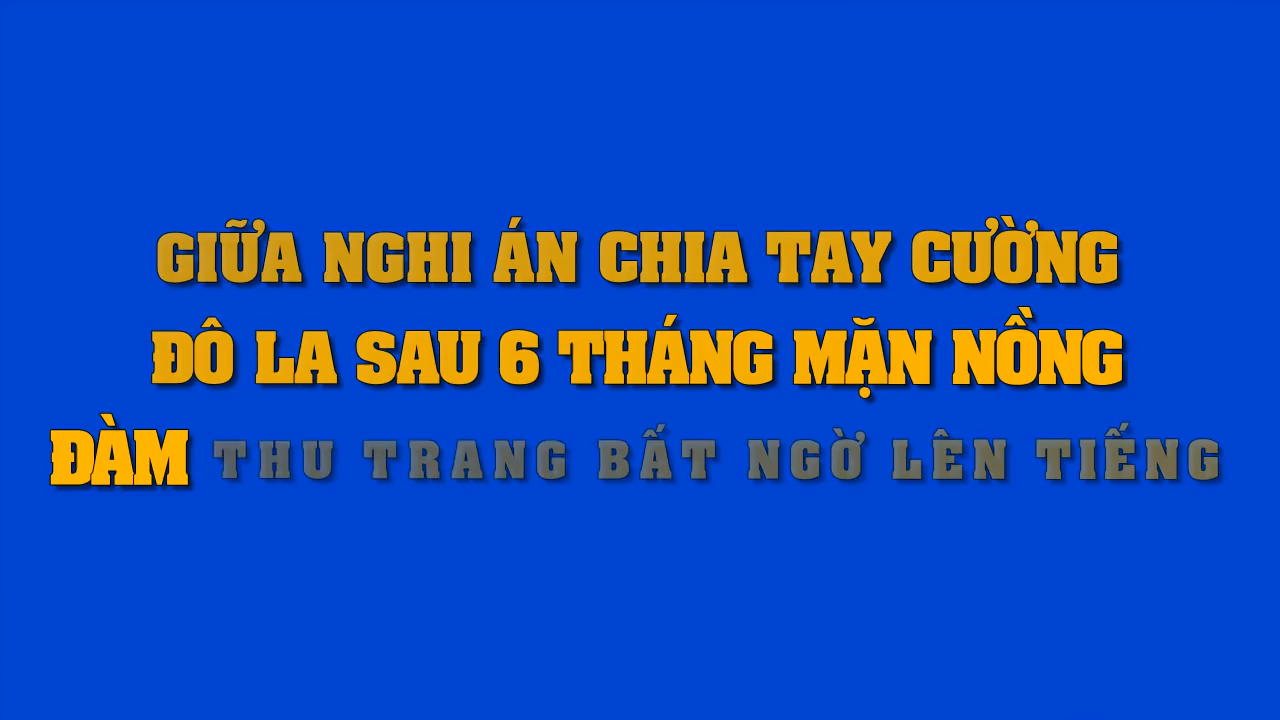 GIỮA NGHI ÁN CHIA TAY CƯỜNG
ĐÔ LA SAU 6 THÁNG MẶN NỒNG
ĐÀM THU TRANG BẤT NGỜ LÊN TIẾNG